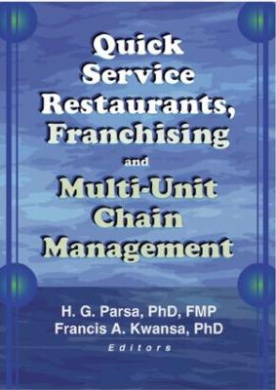 Quick
Service
Restaurants,
Franchising
and
Multi-Unit
Chain
Management
H. G. Parsa, PhD, FMP
Francis A. Kwansa, PhD
Editors